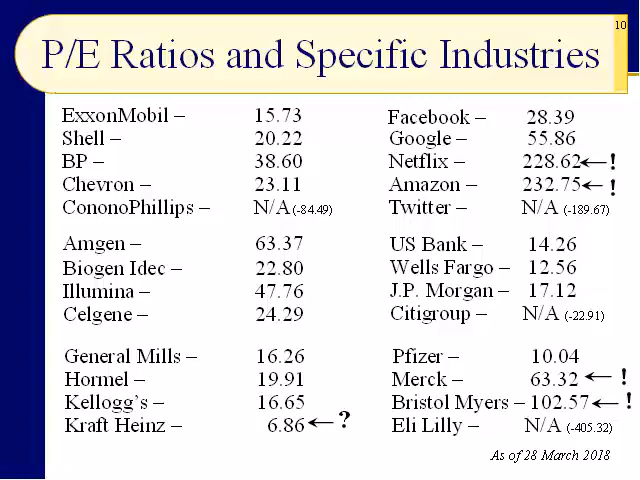 10
P/E Ratios and Specific Industries
ExxonMobil – 15.73
Shell – 20.22
BP – 38.60
Chevron – 23.11
CononoPhillips – N/A (-84.49)
Amgen – 63.37
Biogen Idec – 22.80
Illumina – 47.76
Celgene – 24.29
General Mills – 16.26
Hormel – 19.91
Kellogg's – 16.65
Kraft Heinz – 6.86 ←?
Facebook – 28.39
Google – 55.86
Netflix – 228.62 ←!
Amazon – 232.75 ←!
Twitter – N/A (-189.67)
US Bank – 14.26
Wells Fargo – 12.56
J.P. Morgan – 17.12
Citigroup – N/A (-22.91)
Pfizer – 10.04
Merck – 63.32 ←!
Bristol Myers – 102.57 ←!
Eli Lilly – N/A (-405.32)
As of 28 March 2018